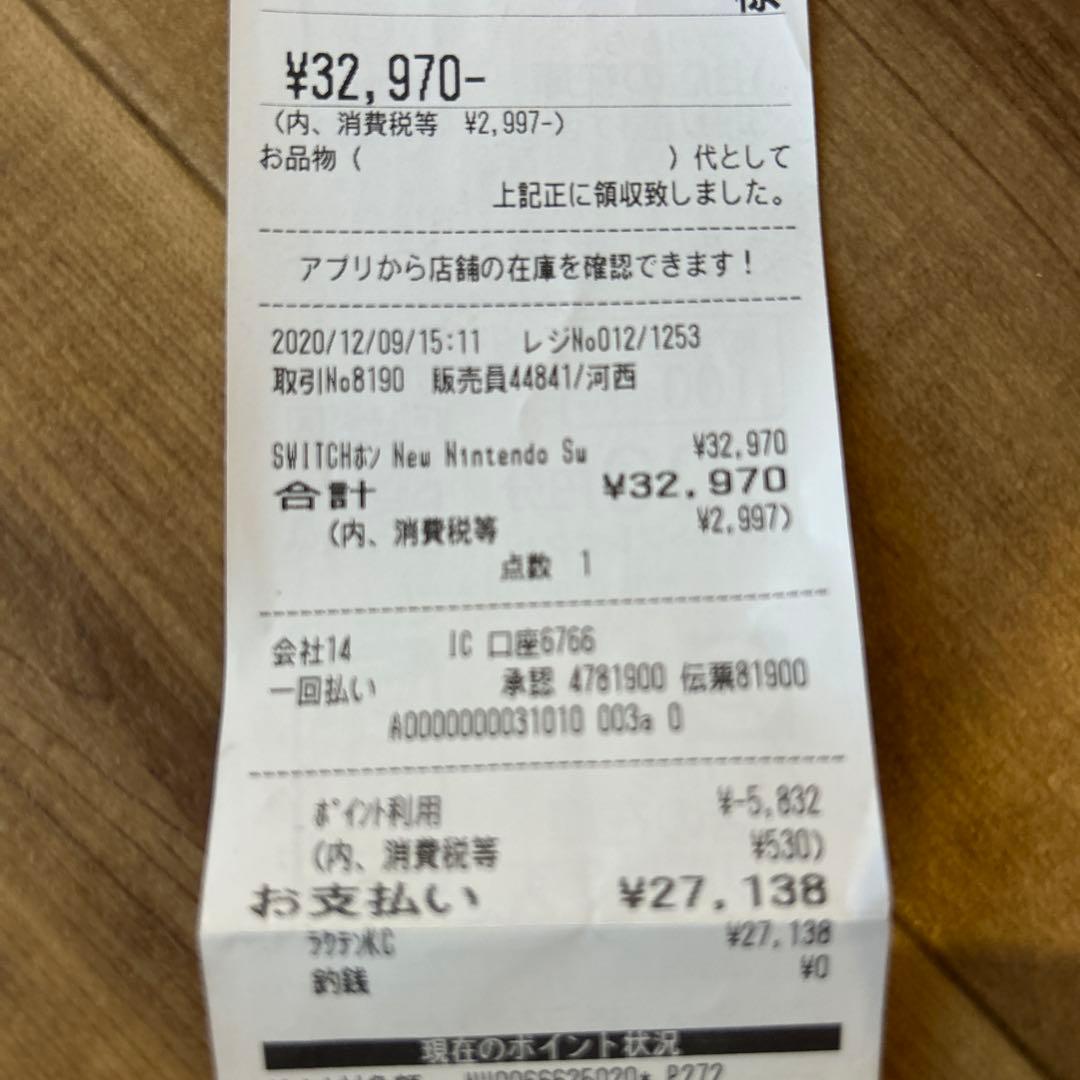 様
¥32,970-
(内、消費税等 ¥2,997-)
お品物( )代として
上記正に領収致しました。
アプリから店舗の在庫を確認できます!
2020/12/09/15:11 レジNo012/1253
取引No8190 販売員44841/河西
SWITCHホン New Nintendo Sw ¥32,970
合計 ¥32,970
(内、消費税等 ¥2,997)
点数 1
会社14 IC 口座6766
一回払い 承認 4781900 伝票81900
A0000000031010 003a 0
ポイント利用 ¥-5,832
(内、消費税等 ¥530)
お支払い ¥27,138
ラクテンKC ¥27,138
釣銭 ¥0
現在のポイント状況